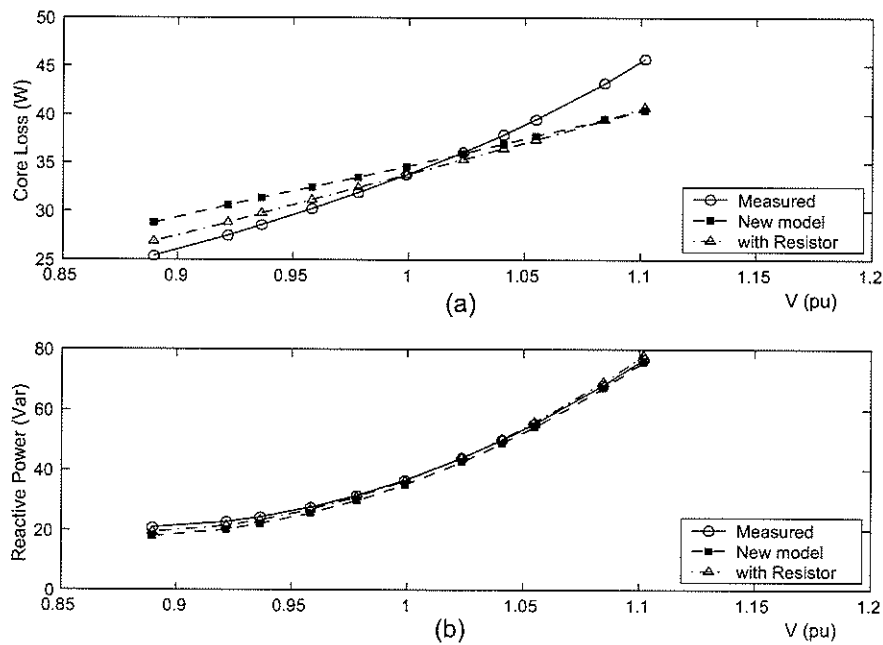 50
45
40
35
30
25
Core Loss (W)
Measured
New model
with Resistor
0.85 0.9 0.95 1 1.05 1.1 1.15 1.2
(a) V (pu)
80
60
40
20
0
Reactive Power (Var)
Measured
New model
with Resistor
0.85 0.9 0.95 1 1.05 1.1 1.15 1.2
(b) V (pu)